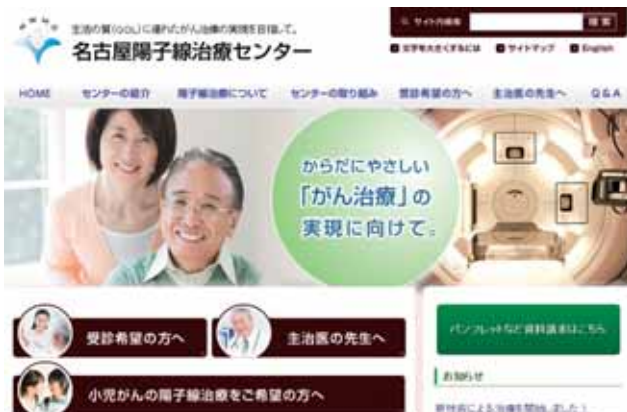 生活の質(QOL)に優れたがん治療の実現を目指して。
名古屋陽子線治療センター
サイト内検索
検索
文字を大きくするには
サイトマップ
English
HOME
センターの紹介
陽子線治療について
センターの取り組み
受診希望の方へ
主治医の先生へ
Q&A
からだにやさしい
「がん治療」の
実現に向けて。
受診希望の方へ
主治医の先生へ
パンフレットなど資料請求はこちら
小児がんの陽子線治療をご希望の方へ
お知らせ